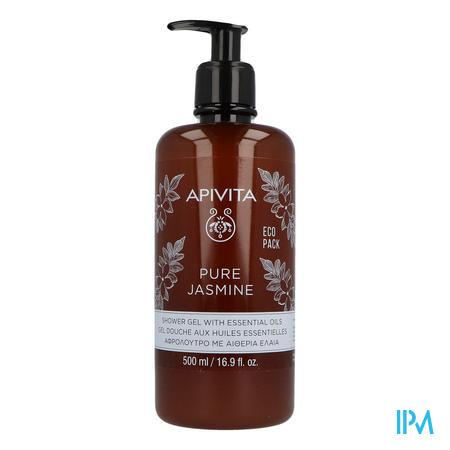 APIVITA
ECO
PACK
PURE
JASMINE
SHOWER GEL WITH ESSENTIAL OILS
GEL DOUCHE AUX HUILES ESSENTIELLES
ΑΦΡΟΛΟΥΤΡΟ ΜΕ ΑΙΘΕΡΙΑ ΕΛΑΙΑ
500 ml / 16.9 fl. oz.
IPM